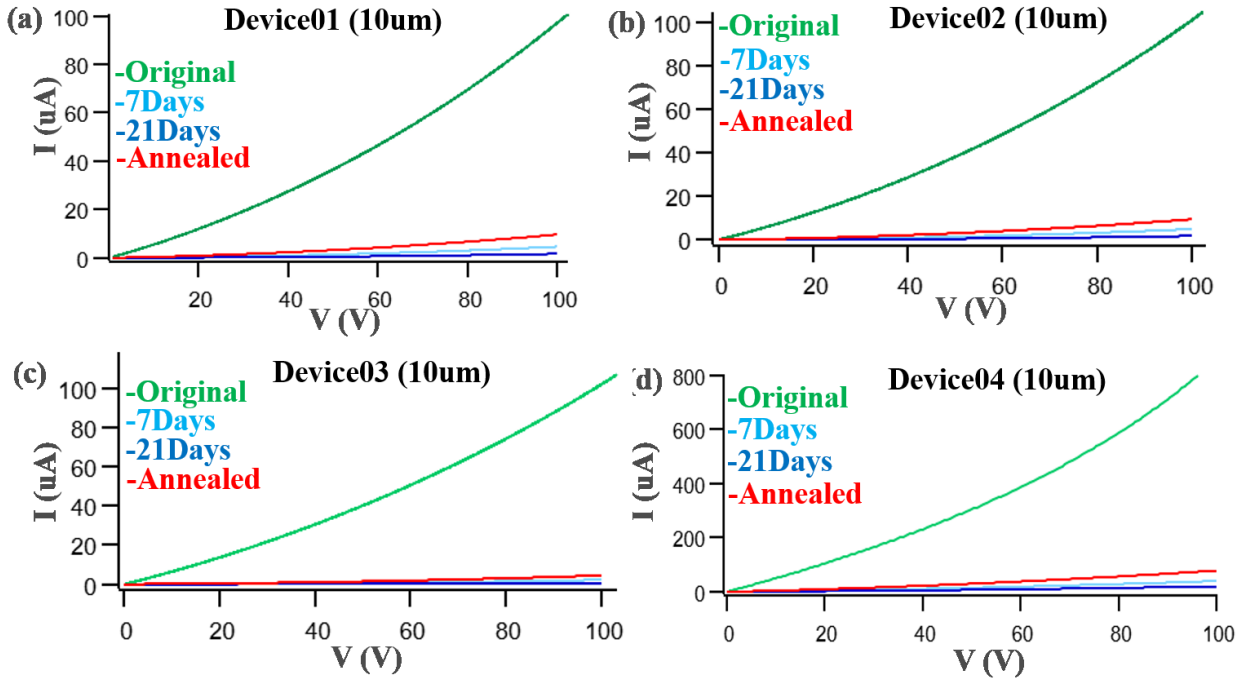 (a)
Device01 (10um)
100
80
60
40
20
0
I (uA)
-Original
-7Days
-21Days
-Annealed
20
40
60
80
100
V (V)
(b)
Device02 (10um)
100
80
60
40
20
0
I (uA)
-Original
-7Days
-21Days
-Annealed
0
20
40
60
80
100
V (V)
(c)
Device03 (10um)
100
80
60
40
20
0
I (uA)
-Original
-7Days
-21Days
-Annealed
0
20
40
60
80
100
V (V)
d)
Device04 (10um)
800
600
400
200
0
I (uA)
-Original
-7Days
-21Days
-Annealed
0
20
40
60
80
100
V (V)